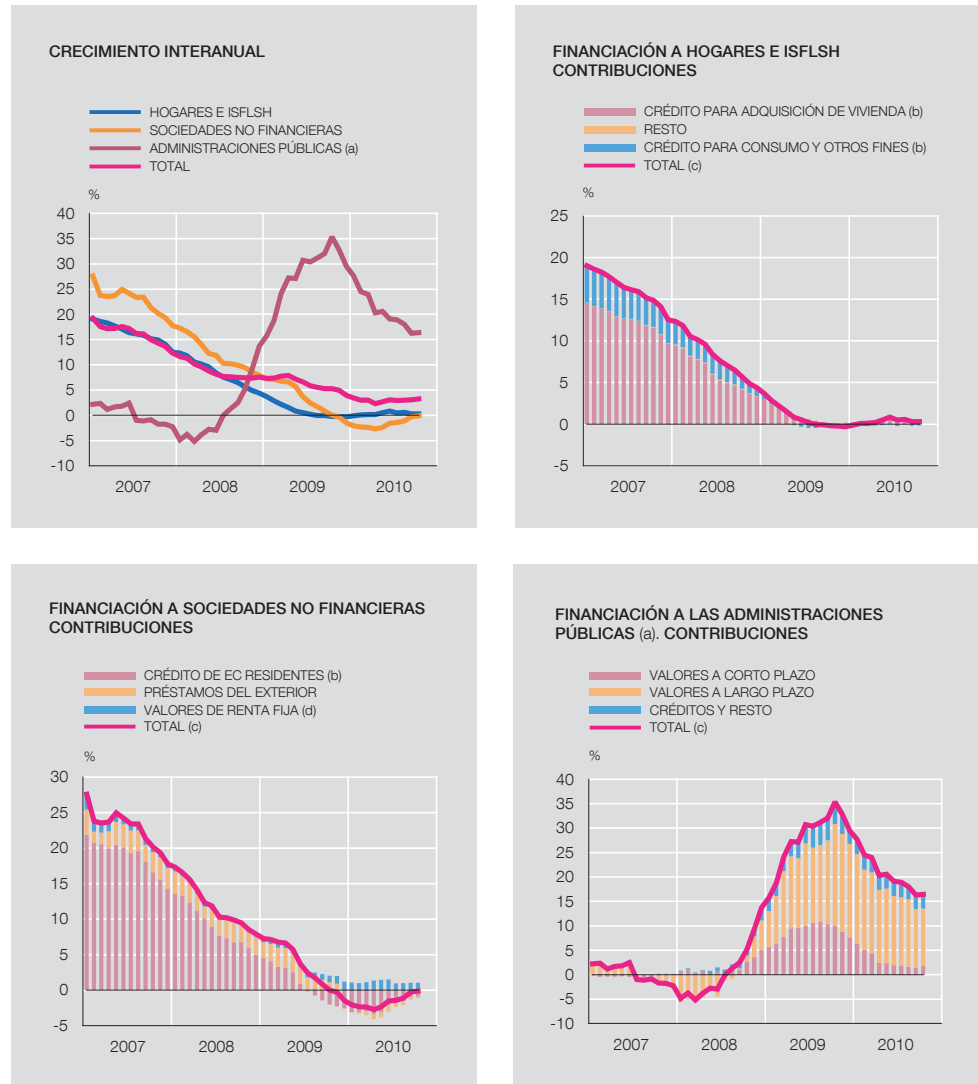 CRECIMIENTO INTERANUAL
HOGARES E ISFLSH
SOCIEDADES NO FINANCIERAS
ADMINISTRACIONES PÚBLICAS (a)
TOTAL
%
40
35
30
25
20
15
10
5
0
-5
-10
2007 2008 2009 2010
FINANCIACIÓN A HOGARES E ISFLSH
CONTRIBUCIONES
CRÉDITO PARA ADQUISICIÓN DE VIVIENDA (b)
RESTO
CRÉDITO PARA CONSUMO Y OTROS FINES (b)
TOTAL (c)
%
25
20
15
10
5
0
-5
2007 2008 2009 2010
FINANCIACIÓN A SOCIEDADES NO FINANCIERAS
CONTRIBUCIONES
CRÉDITO DE EC RESIDENTES (b)
PRÉSTAMOS DEL EXTERIOR
VALORES DE RENTA FIJA (d)
TOTAL (c)
%
30
25
20
15
10
5
0
-5
2007 2008 2009 2010
FINANCIACIÓN A LAS ADMINISTRACIONES
PÚBLICAS (a). CONTRIBUCIONES
VALORES A CORTO PLAZO
VALORES A LARGO PLAZO
CRÉDITOS Y RESTO
TOTAL (c)
%
40
35
30
25
20
15
10
5
0
-5
-10
2007 2008 2009 2010